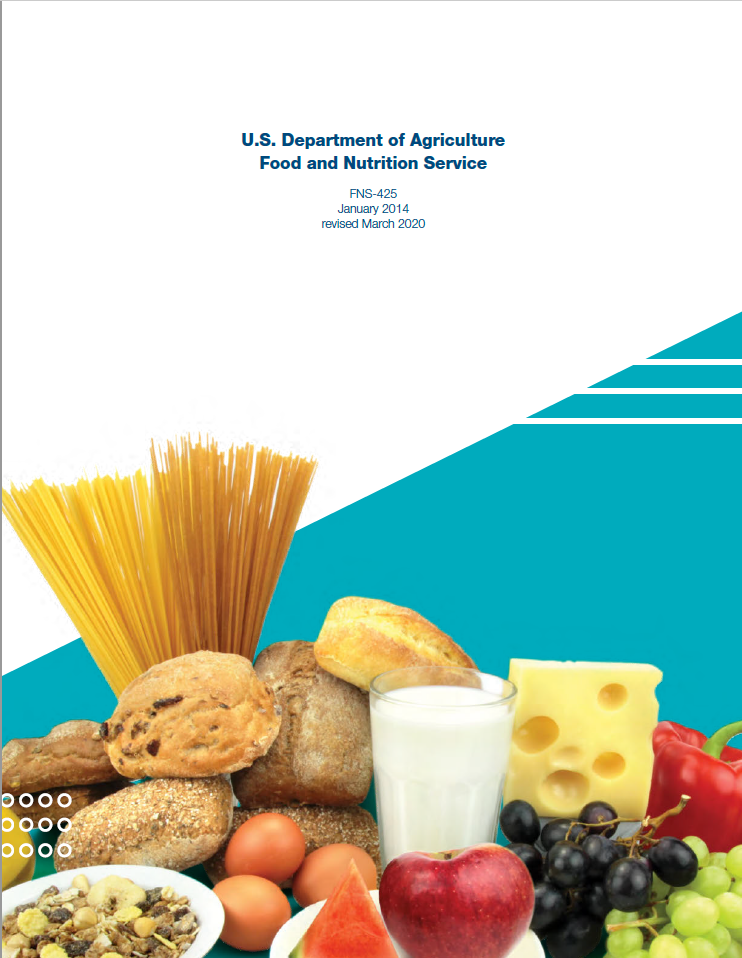 U.S. Department of Agriculture
Food and Nutrition Service
FNS-425
January 2014
revised March 2020